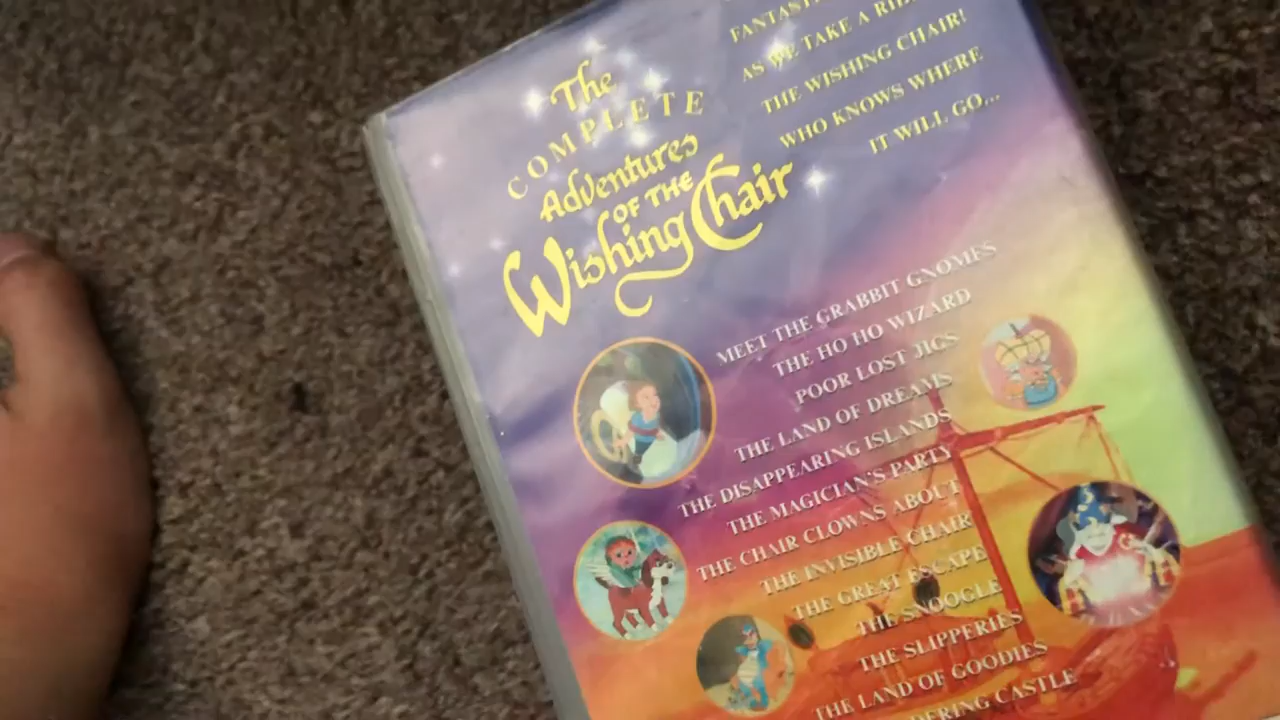 The
COMPLETE
Adventures
OF THE
Wishing Chair
AS WE TAKE A
THE WISHING CHAIR!
WHO KNOWS WHERE
IT WILL GO...
MEET THE GRABBIT GNOMES
THE HO HO WIZARD
POOR LOST JIGS
THE LAND OF DREAMS
THE DISAPPEARING ISLANDS
THE MAGICIAN'S PARTY
THE CHAIR CLOWNS ABOUT
THE INVISIBLE CHAIR
THE GREAT ESCAPE
THE SNOOGLE
THE SLIPPERIES
THE LAND OF GOODIES
CASTLE